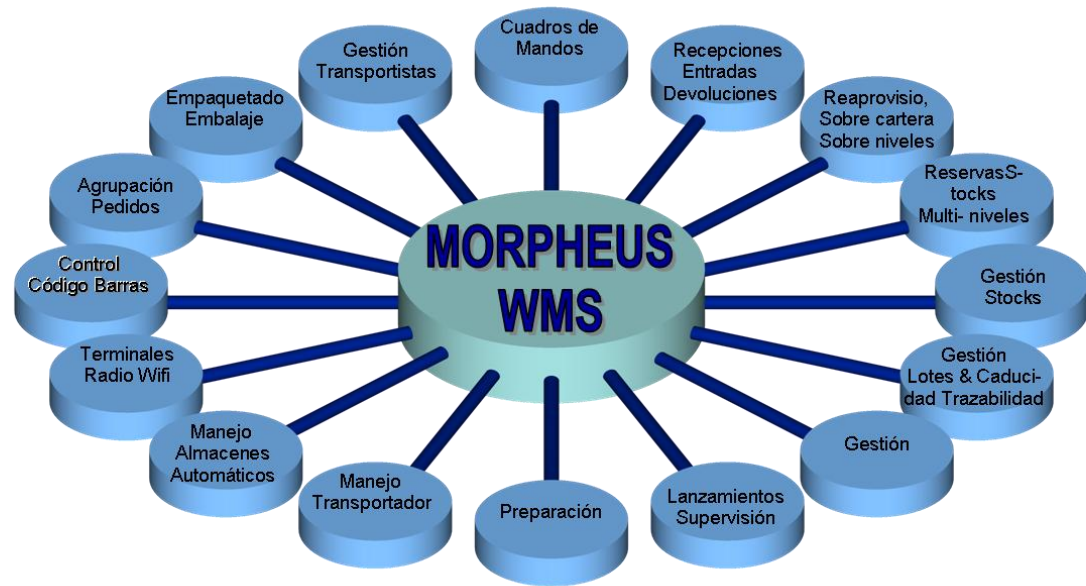 Cuadros de
Mandos
Gestión
Transportistas
Recepciones
Entradas
Devoluciones
Empaquetado
Embalaje
Reaprovisio,
Sobre cartera
Sobre niveles
Agrupación
Pedidos
ReservasS-
tocks
Multi- niveles
MORPHEUS
WMS
Control
Código Barras
Gestión
Stocks
Terminales
Radio Wifi
Gestión
Lotes & Caduci-
dad Trazabilidad
Manejo
Almacenes
Automáticos
Gestión
Manejo
Transportador
Preparación
Lanzamientos
Supervisión